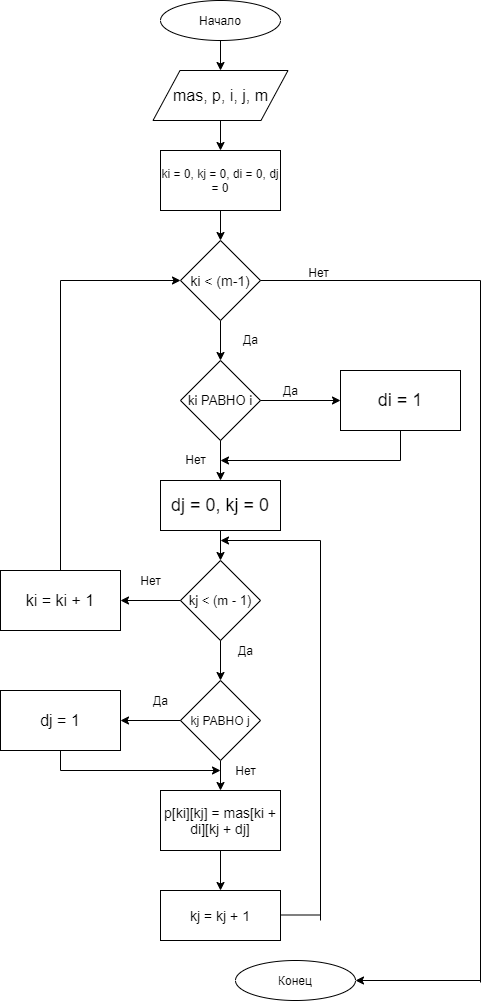 Начало
mas, p, i, j, m
ki = 0, kj = 0, di = 0, dj
= 0
ki < (m-1)
Нет
Да
ki РАВНО i
Да
di = 1
Нет
dj = 0, kj = 0
kj < (m - 1)
Нет
ki = ki + 1
Да
kj РАВНО j
Да
dj = 1
Нет
p[ki][kj] = mas[ki +
di][kj + dj]
kj = kj + 1
Конец